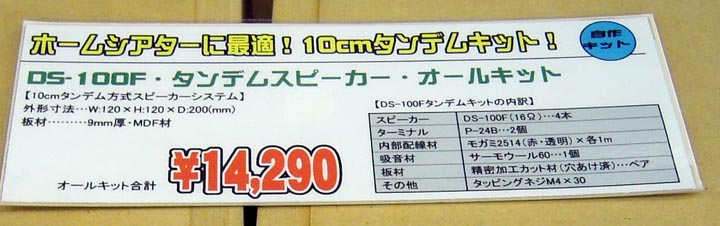 ホームシアターに最適！10cmタンデムキット！
自作
キット
DS-100F・タンデムスピーカー・オールキット
【10cmタンデム方式スピーカーシステム】
外形寸法…W:120×H:120×D:200(mm)
板材………9mm厚・MDF材
オールキット合計 ¥14,290
【DS-100Fタンデムキットの内訳】
スピーカー DS-100F(16Ω)…4本
ターミナル P-24B…2個
内部配線材 モガミ2514(赤・透明)×各1m
吸音材 サーモウール60…1個
板材 精密加工カット材(穴あけ済)…ペア
その他 タッピングネジM4×30